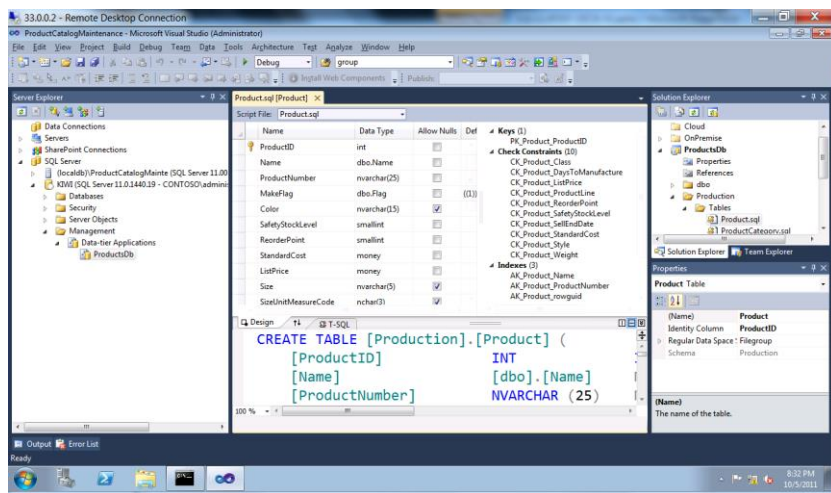 33.0.0.2 - Remote Desktop Connection
ProductCatalogMaintenance - Microsoft Visual Studio (Administrator)
File Edit View Project Build Debug Team Data Tools Architecture Test Analyze Window Help
Debug group
Install Web Components Publish:
Server Explorer
Data Connections
Servers
SharePoint Connections
SQL Server
(localdb)\ProductCatalogMainte (SQL Server 11.00
KIWI (SQL Server 11.0.1440.19 - CONTOSO\admini
Databases
Security
Server Objects
Management
Data-tier Applications
ProductsDb
Product.sql [Product]
Script File: Product.sql
Name Data Type Allow Nulls Def
ProductID int
Name dbo.Name
ProductNumber nvarchar(25)
MakeFlag dbo.Flag ((1))
Color nvarchar(15)
SafetyStockLevel smallint
ReorderPoint smallint
StandardCost money
ListPrice money
Size nvarchar(5)
SizeUnitMeasureCode nchar(3)
Keys (1)
PK_Product_ProductID
Check Constraints (10)
CK_Product_Class
CK_Product_DaysToManufacture
CK_Product_ListPrice
CK_Product_ProductLine
CK_Product_ReorderPoint
CK_Product_SafetyStockLevel
CK_Product_SellEndDate
CK_Product_StandardCost
CK_Product_Style
CK_Product_Weight
Indexes (3)
AK_Product_Name
AK_Product_ProductNumber
AK_Product_rowguid
Design T-SQL
CREATE TABLE [Production].[Product] (
[ProductID] INT
[Name] [dbo].[Name]
[ProductNumber] NVARCHAR (25)
100 %
Solution Explorer
Cloud
OnPremise
ProductsDb
Properties
References
dbo
Production
Tables
Product.sql
ProductCategory.sql
Solution Explorer Team Explorer
Properties
Product Table
(Name) Product
Identity Column ProductID
Regular Data Space Filegroup
Schema Production
(Name)
The name of the table.
Output Error List
Ready
8:32 PM
10/5/2011